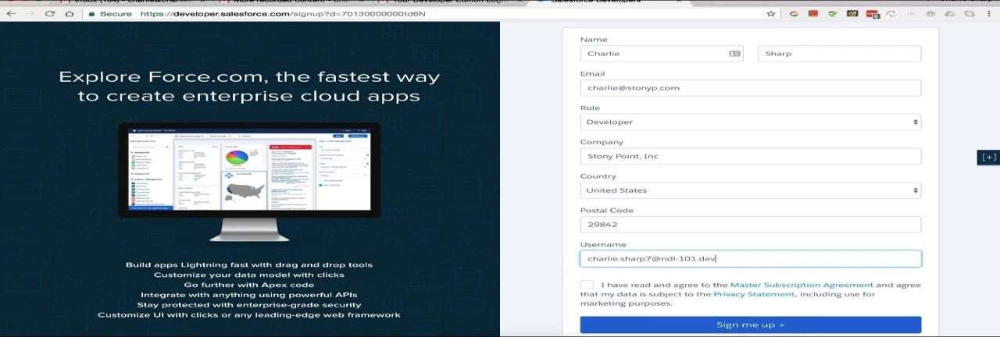 Secure https://developer.salesforce.com/signup?d=70130000000td6N
Explore Force.com, the fastest way
to create enterprise cloud apps
Build apps Lightning fast with drag and drop tools
Customize your data model with clicks
Go further with Apex code
Integrate with anything using powerful APIs
Stay protected with enterprise-grade security
Customize UI with clicks or any leading-edge web framework
Name
Charlie Sharp
Email
charlie@stonyp.com
Role
Developer
Company
Stony Point, Inc
Country
United States
Postal Code
29842
Username
charlie.sharp7@ndl-101.dev
I have read and agree to the Master Subscription Agreement and agree
that my data is subject to the Privacy Statement, including use for
marketing purposes.
Sign me up >
[+]